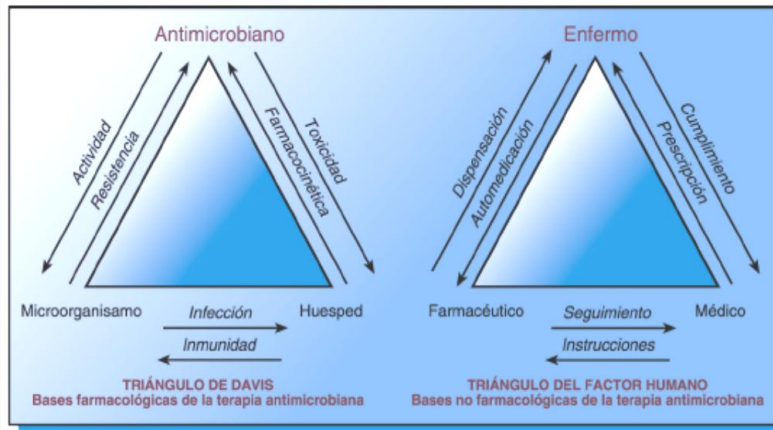 Antimicrobiano
Actividad
Resistencia
Toxicidad
Farmacocinética
Microorganisamo
Infección
Huesped
Inmunidad
TRIÁNGULO DE DAVIS
Bases farmacológicas de la terapia antimicrobiana
Enfermo
Dispensación
Automedicación
Cumplimiento
Prescripción
Farmacéutico
Seguimiento
Médico
Instrucciones
TRIÁNGULO DEL FACTOR HUMANO
Bases no farmacológicas de la terapia antimicrobiana